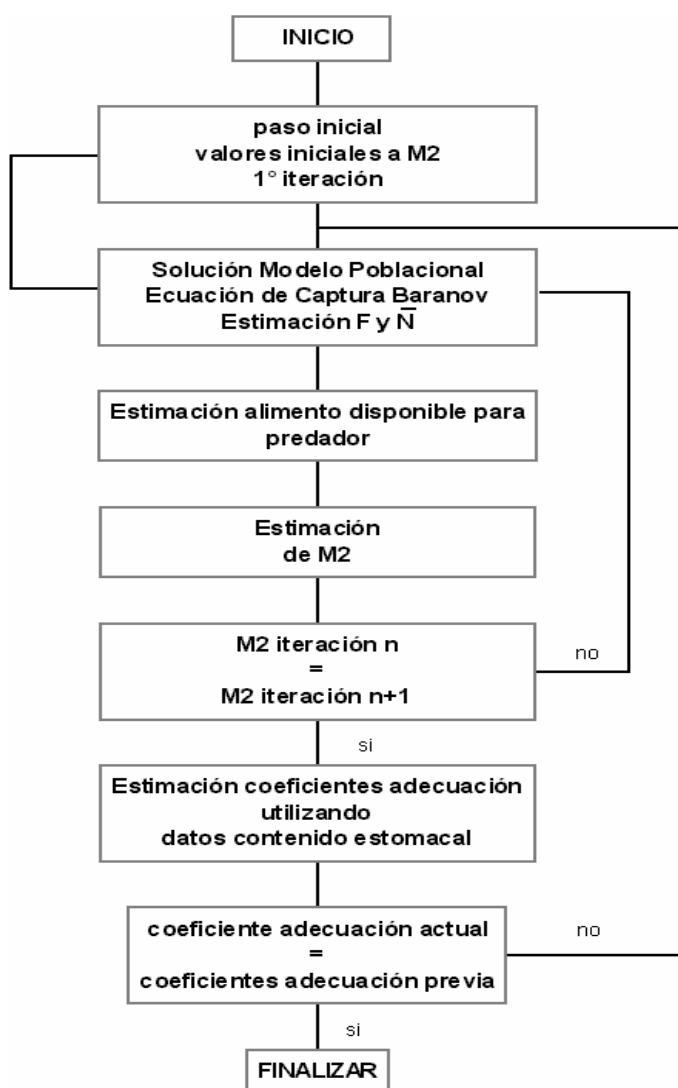 INICIO
paso inicial
valores iniciales a M2
1° iteración
Solución Modelo Poblacional
Ecuación de Captura Baranov
Estimación F y N̅
Estimación alimento disponible para
predador
Estimación
de M2
M2 iteración n
=
M2 iteración n+1
no
si
Estimación coeficientes adecuación
utilizando
datos contenido estomacal
coeficiente adecuación actual
=
coeficientes adecuación previa
no
si
FINALIZAR